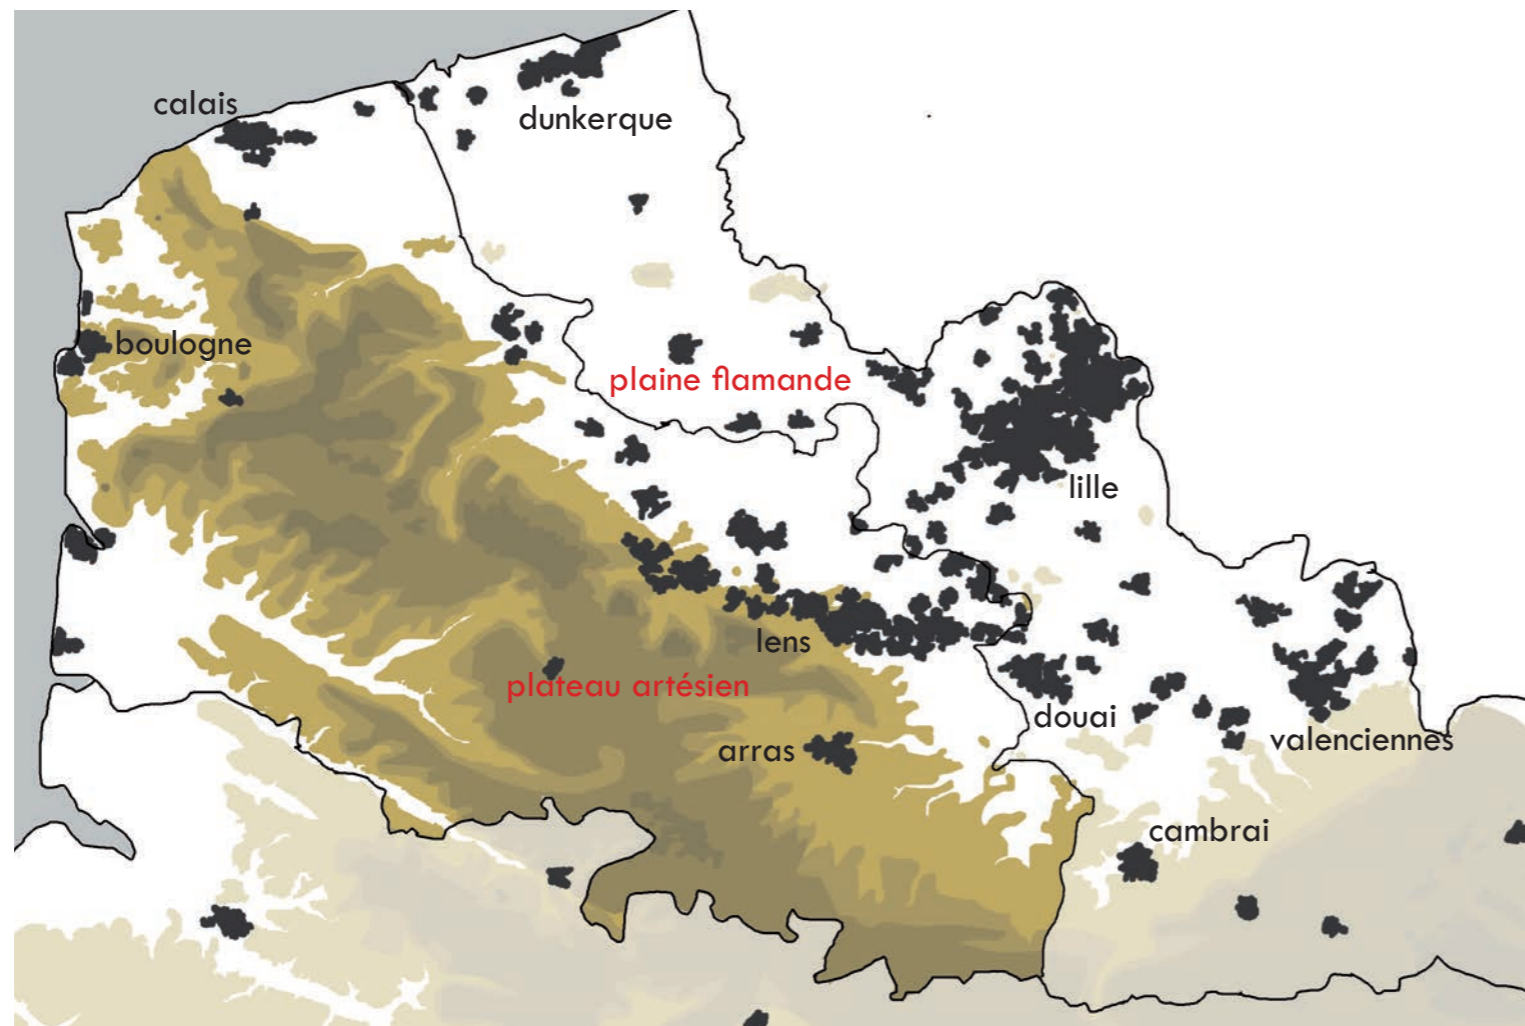 calais
dunkerque
boulogne
plaine flamande
lille
lens
plateau artésien
douai
arras
valenciennes
cambrai